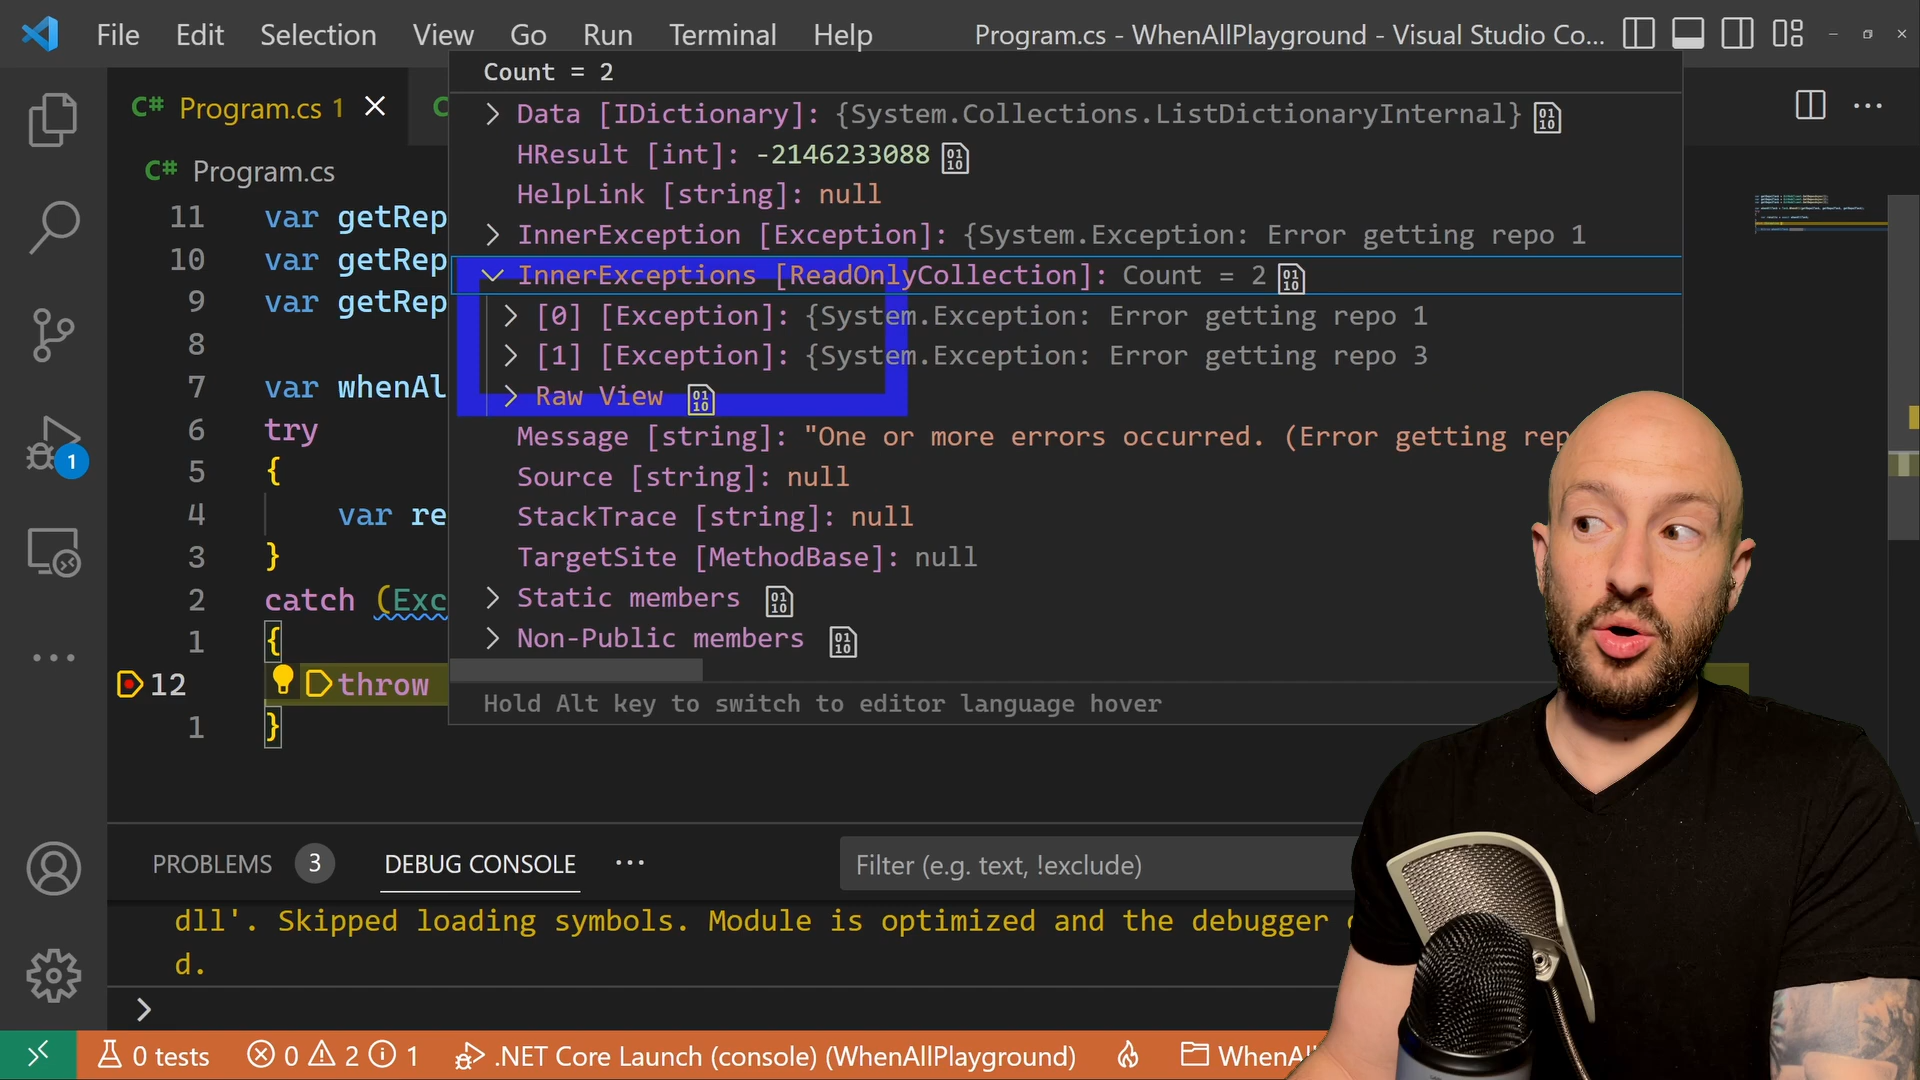 File Edit Selection View Go Run Terminal Help Program.cs - WhenAllPlayground - Visual Studio Co...
C# Program.cs 1
C# Program.cs
Count = 2
Data [IDictionary]: {System.Collections.ListDictionaryInternal}
HResult [int]: -2146233088
HelpLink [string]: null
InnerException [Exception]: {System.Exception: Error getting repo 1
InnerExceptions [ReadOnlyCollection]: Count = 2
[0] [Exception]: {System.Exception: Error getting repo 1
[1] [Exception]: {System.Exception: Error getting repo 3
Raw View
Message [string]: "One or more errors occurred. (Error getting rep
Source [string]: null
StackTrace [string]: null
TargetSite [MethodBase]: null
Static members
Non-Public members
Hold Alt key to switch to editor language hover
11 var getRep
10 var getRep
9 var getRep
8
7 var whenAl
6 try
5 {
4 var re
3 }
2 catch (Exc
1 {
12 throw
1 }
1
PROBLEMS 3 DEBUG CONSOLE ... Filter (e.g. text, !exclude)
dll'. Skipped loading symbols. Module is optimized and the debugger
d.
>
0 tests 0 2 1 .NET Core Launch (console) (WhenAllPlayground) WhenAl